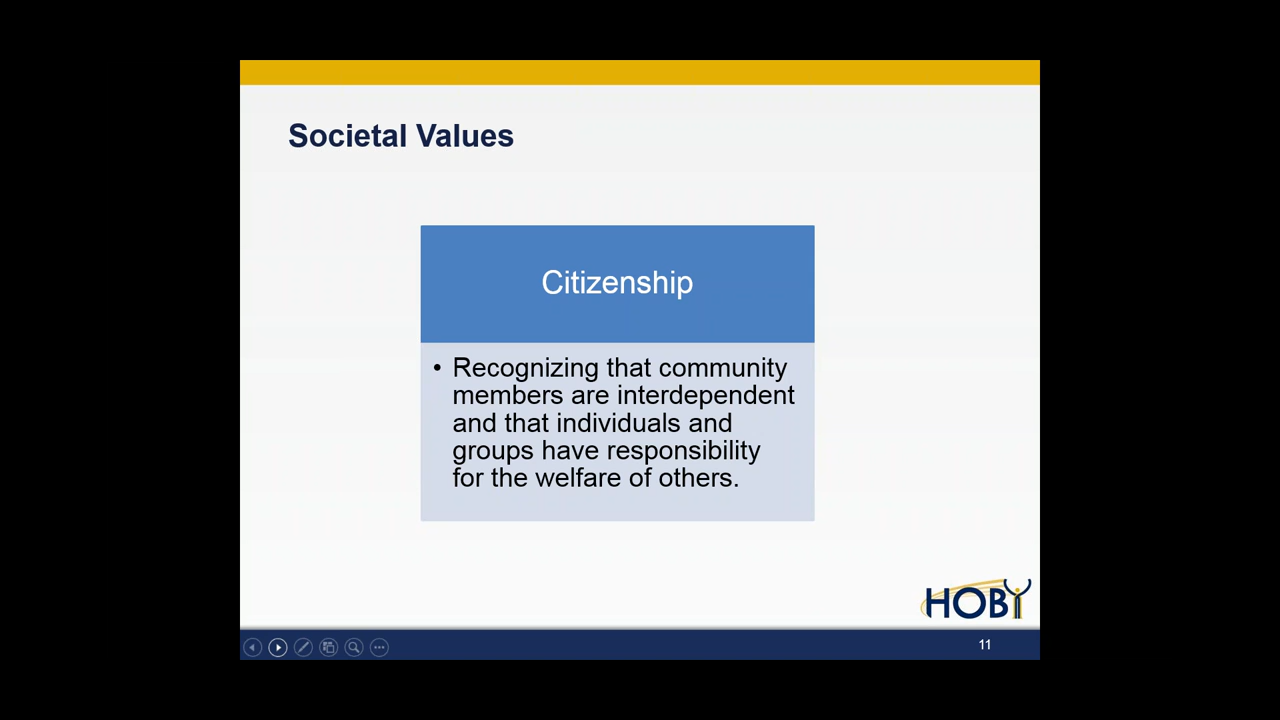 Societal Values
Citizenship
• Recognizing that community
members are interdependent
and that individuals and
groups have responsibility
for the welfare of others.
HOBY
11